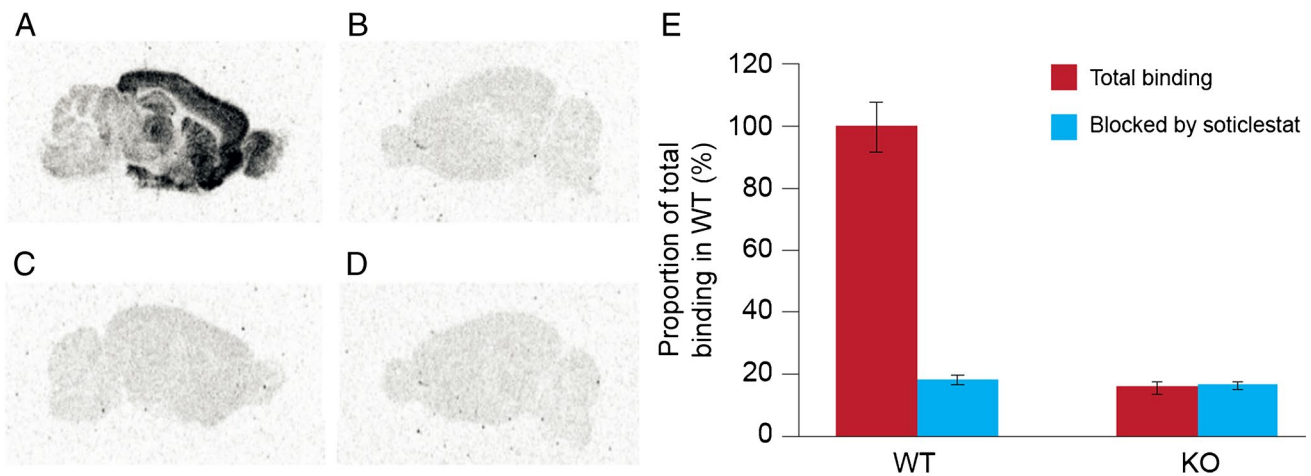 A
B
C
D
E
Proportion of total
binding in WT (%)
120
100
80
60
40
20
0
Total binding
Blocked by soticlestat
WT
KO